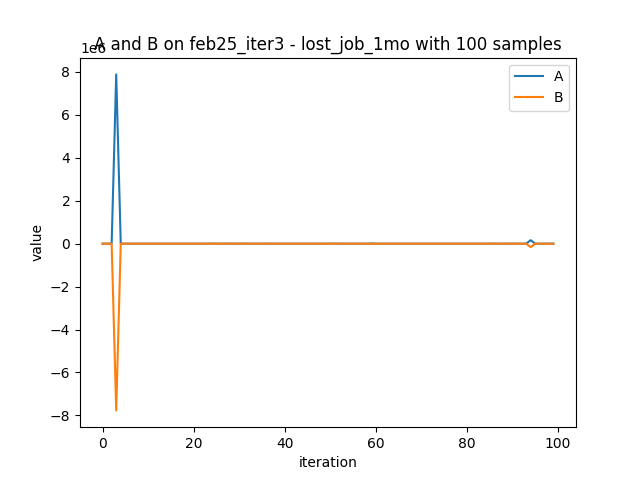 A and B on feb25_iter3 - lost_job_1mo with 100 samples
1e6
A
B
8
6
4
2
0
−2
−4
−6
−8
value
0
20
40
60
80
100
iteration